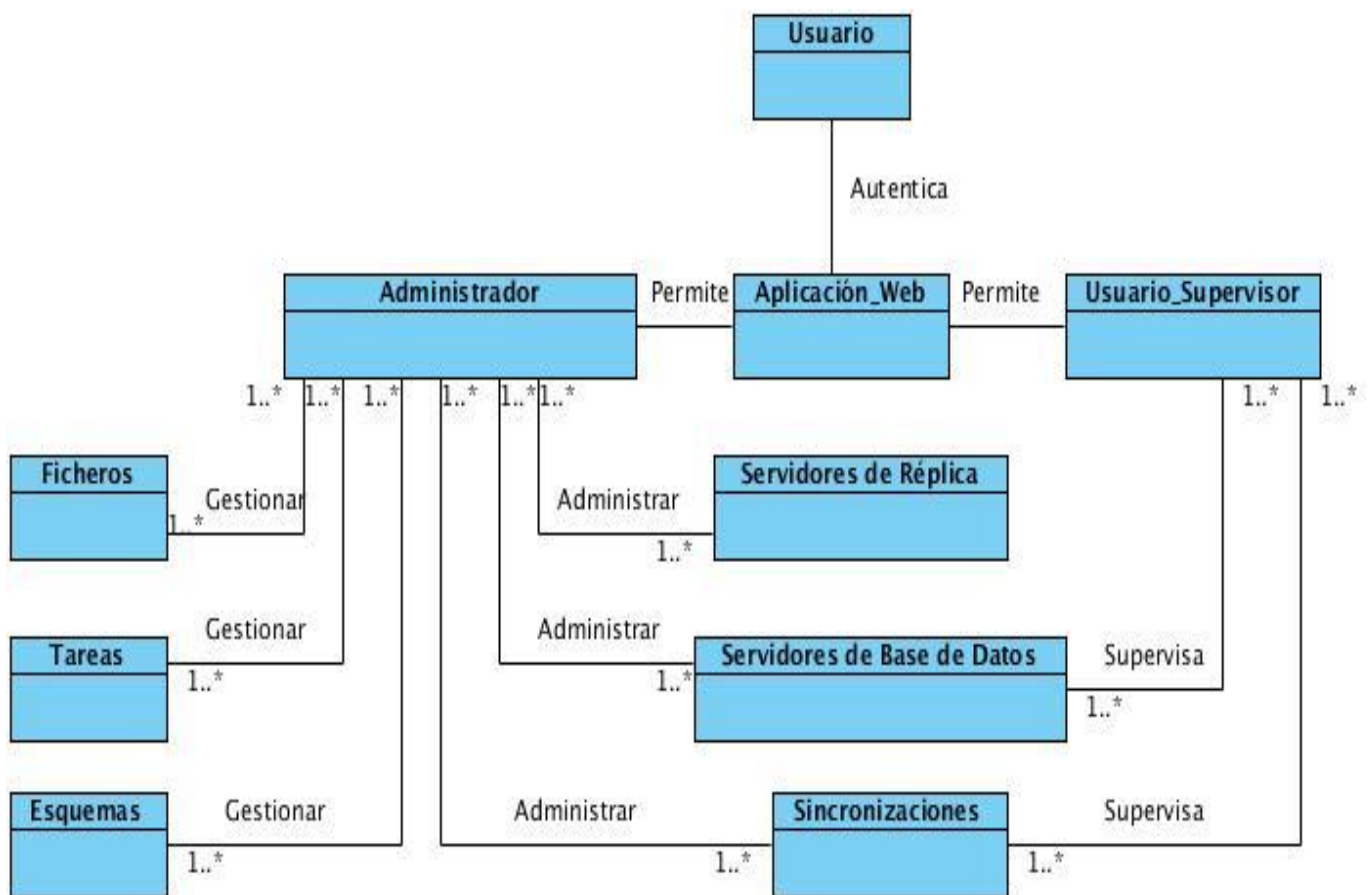 Usuario
Autentica
Administrador
Permite
Aplicación_Web
Permite
Usuario_Supervisor
1..*
1..*
1..*
1..*
1..*
1..*
1..*
1..*
Ficheros
Gestionar
1..*
Administrar
1..*
Servidores de Réplica
Tareas
Gestionar
1..*
Administrar
1..*
Servidores de Base de Datos
Supervisa
1..*
Esquemas
Gestionar
1..*
Administrar
1..*
Sincronizaciones
Supervisa
1..*